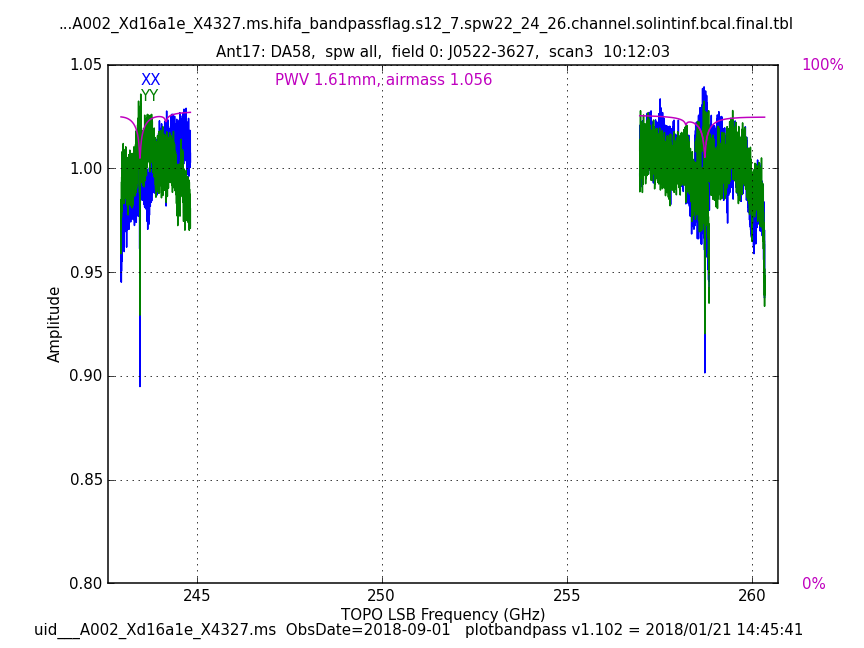 ...A002_Xd16a1e_X4327.ms.hifa_bandpassflag.s12_7.spw22_24_26.channel.solintinf.bcal.final.tbl
Ant17: DA58,  spw all,  field 0: J0522-3627,  scan3  10:12:03
1.05
XX
PWV 1.61mm, airmass 1.056
100%
YY
1.00
0.95
Amplitude
0.90
0.85
0.80
0%
245
250
255
260
TOPO LSB Frequency (GHz)
uid___A002_Xd16a1e_X4327.ms  ObsDate=2018-09-01   plotbandpass v1.102 = 2018/01/21 14:45:41